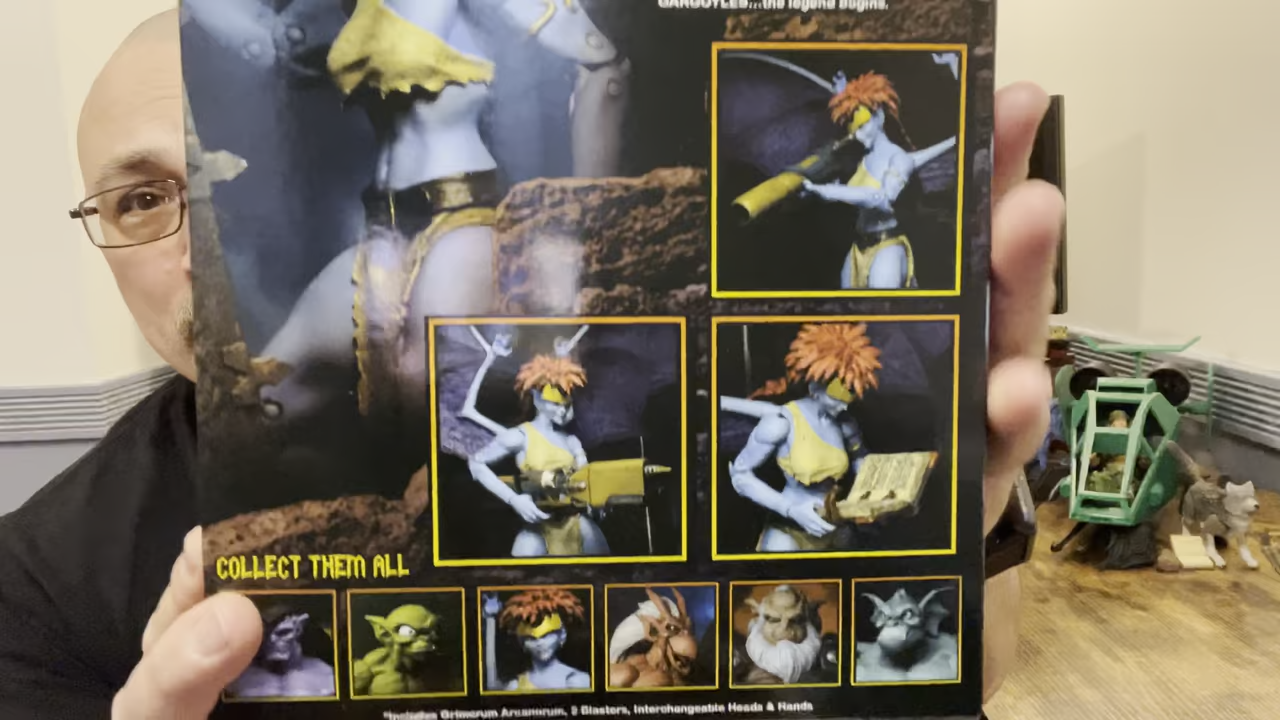 GARGOYLES...the legend begins.
COLLECT THEM ALL
*Includes Grimorum Arcanorum, 2 Blasters, Interchangeable Heads & Hands